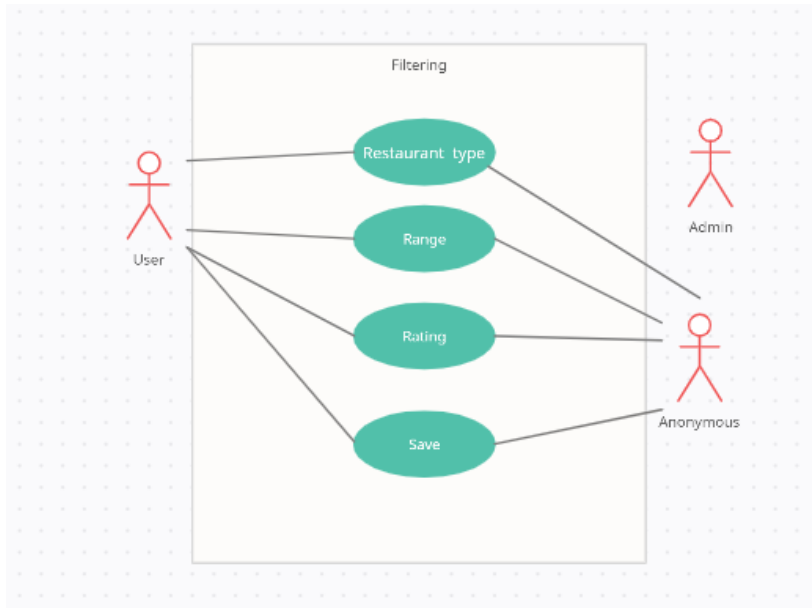 Filtering
Restaurant type
Range
Rating
Save
User
Admin
Anonymous